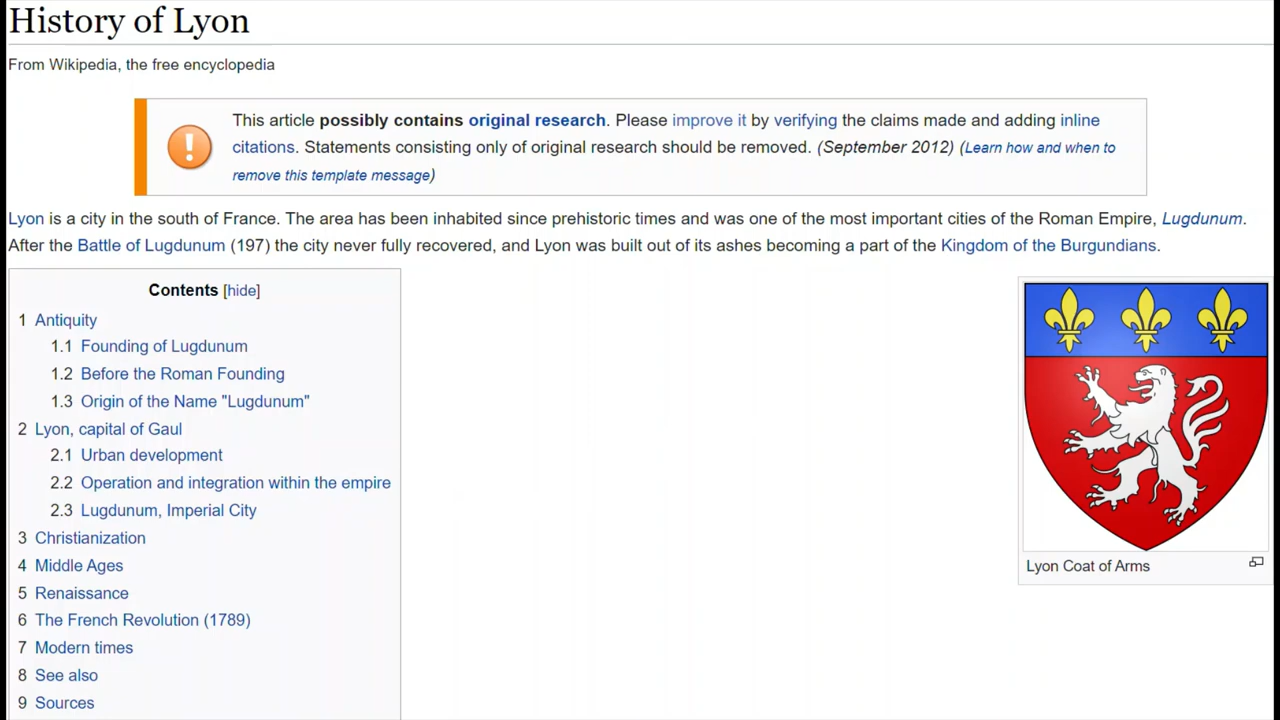 History of Lyon
From Wikipedia, the free encyclopedia
This article possibly contains original research. Please improve it by verifying the claims made and adding inline
citations. Statements consisting only of original research should be removed. (September 2012) (Learn how and when to
remove this template message)
Lyon is a city in the south of France. The area has been inhabited since prehistoric times and was one of the most important cities of the Roman Empire, Lugdunum.
After the Battle of Lugdunum (197) the city never fully recovered, and Lyon was built out of its ashes becoming a part of the Kingdom of the Burgundians.
Contents [hide]
1 Antiquity
1.1 Founding of Lugdunum
1.2 Before the Roman Founding
1.3 Origin of the Name "Lugdunum"
2 Lyon, capital of Gaul
2.1 Urban development
2.2 Operation and integration within the empire
2.3 Lugdunum, Imperial City
3 Christianization
4 Middle Ages
5 Renaissance
6 The French Revolution (1789)
7 Modern times
8 See also
9 Sources
Lyon Coat of Arms